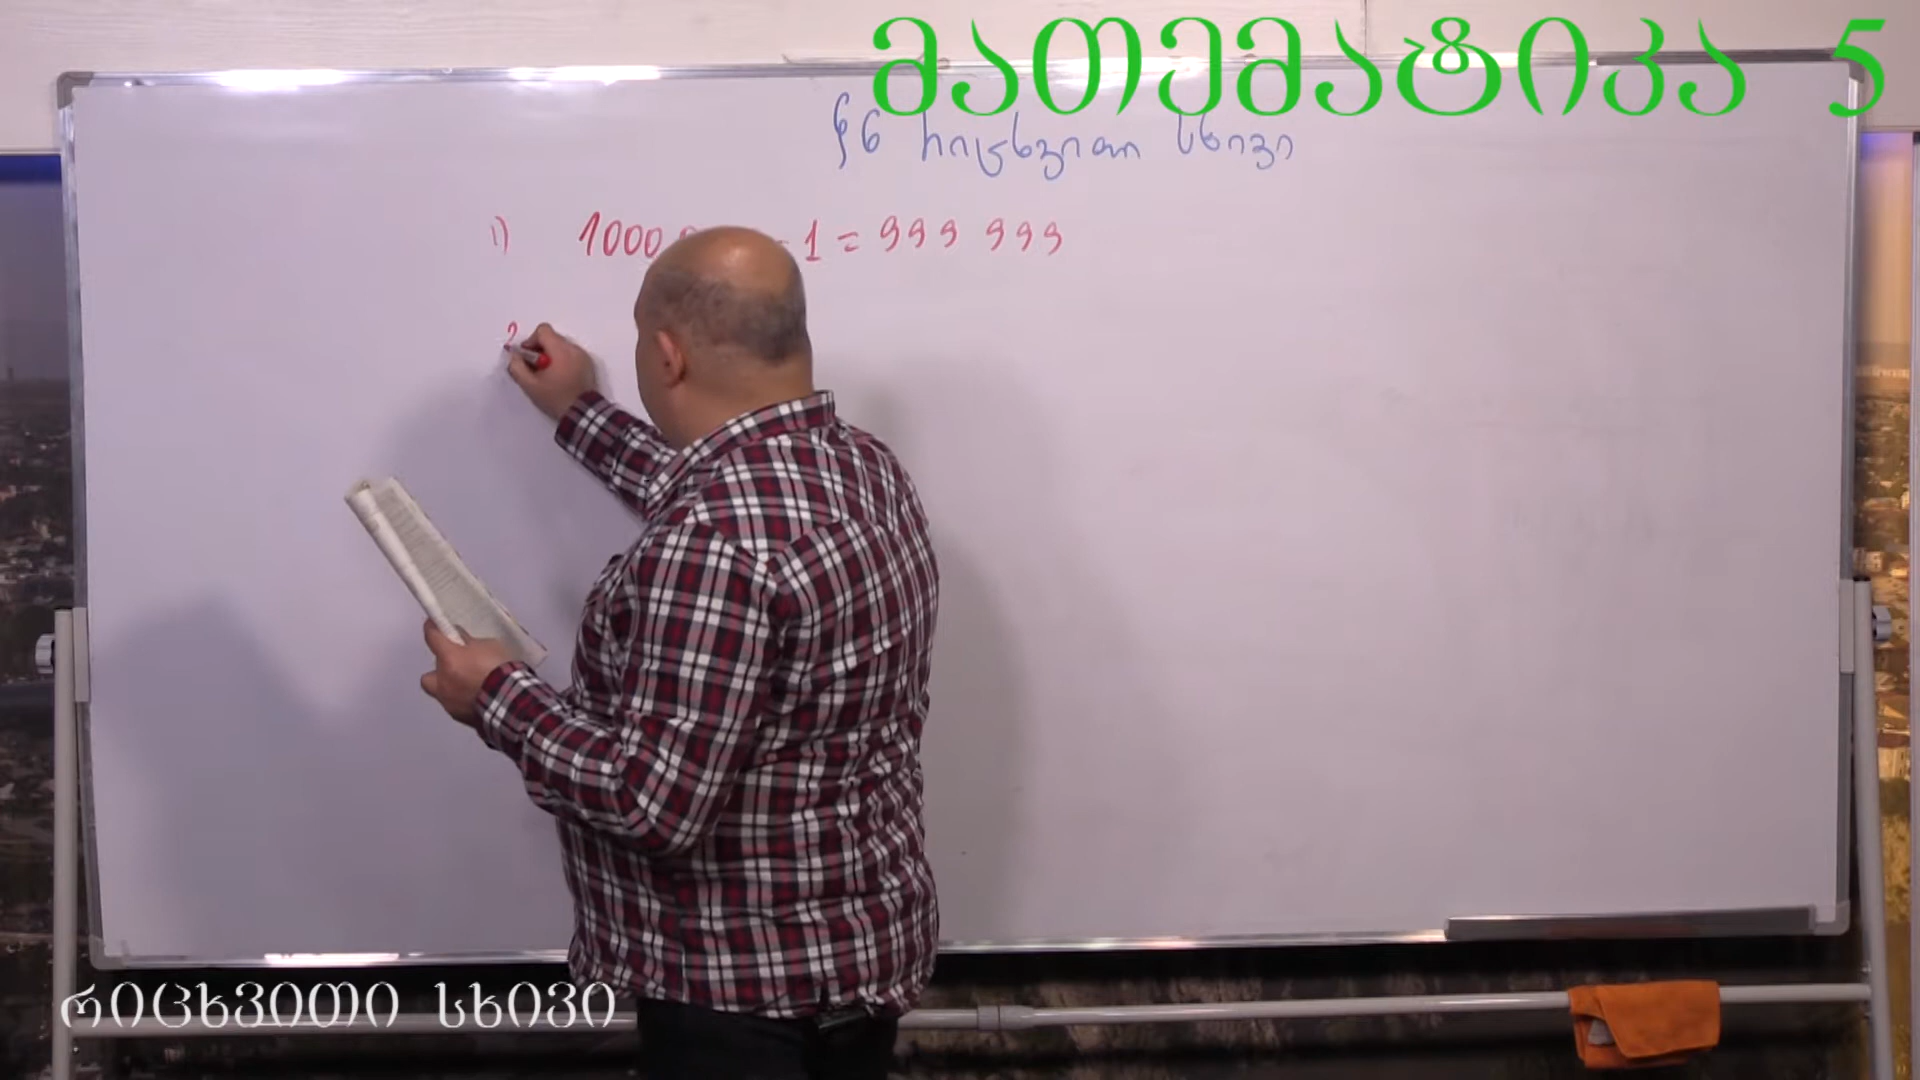 მათემატიკა 5
§6 რიცხვითი სხივი
1) 1000 - 1 = 999 999
2
რიცხვითი სხივი